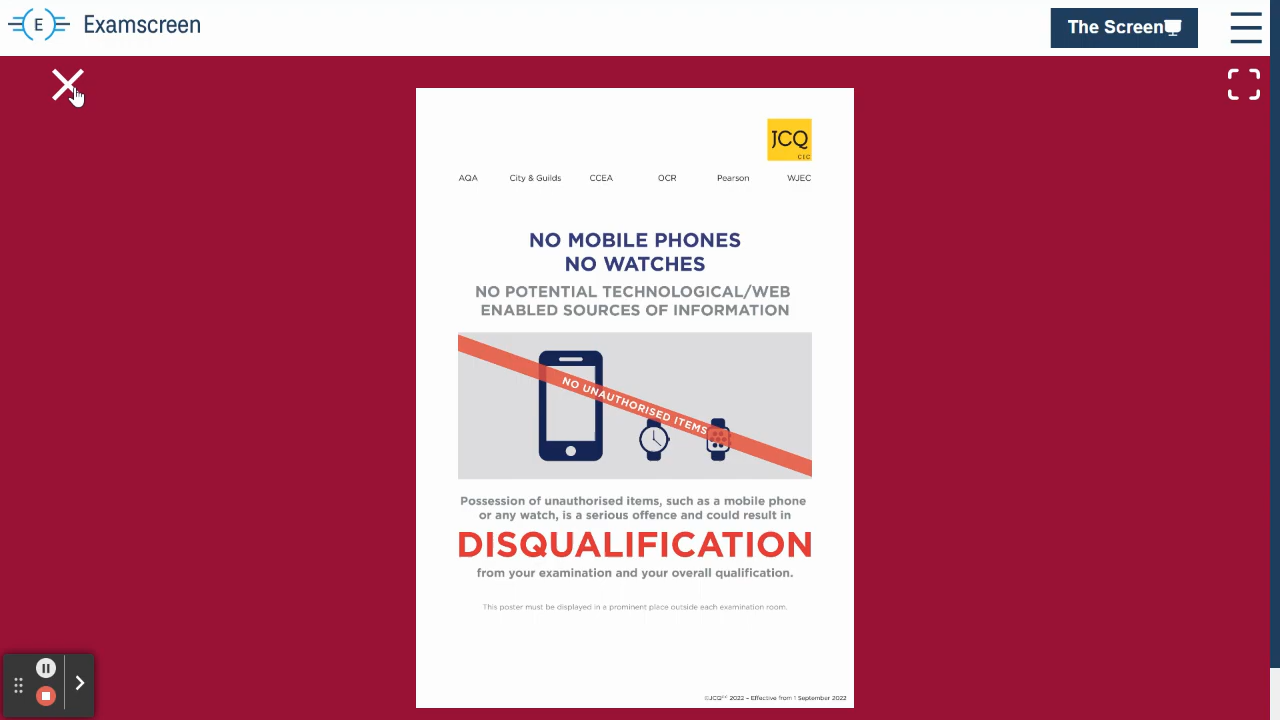 E Examscreen
The Screen
JCQ
CIC
AQA City & Guilds CCEA OCR Pearson WJEC
NO MOBILE PHONES
NO WATCHES
NO POTENTIAL TECHNOLOGICAL/WEB
ENABLED SOURCES OF INFORMATION
NO UNAUTHORISED ITEMS
Possession of unauthorised items, such as a mobile phone
or any watch, is a serious offence and could result in
DISQUALIFICATION
from your examination and your overall qualification.
This poster must be displayed in a prominent place outside each examination room.
©JCQᶜᴵᶜ 2022 – Effective from 1 September 2022